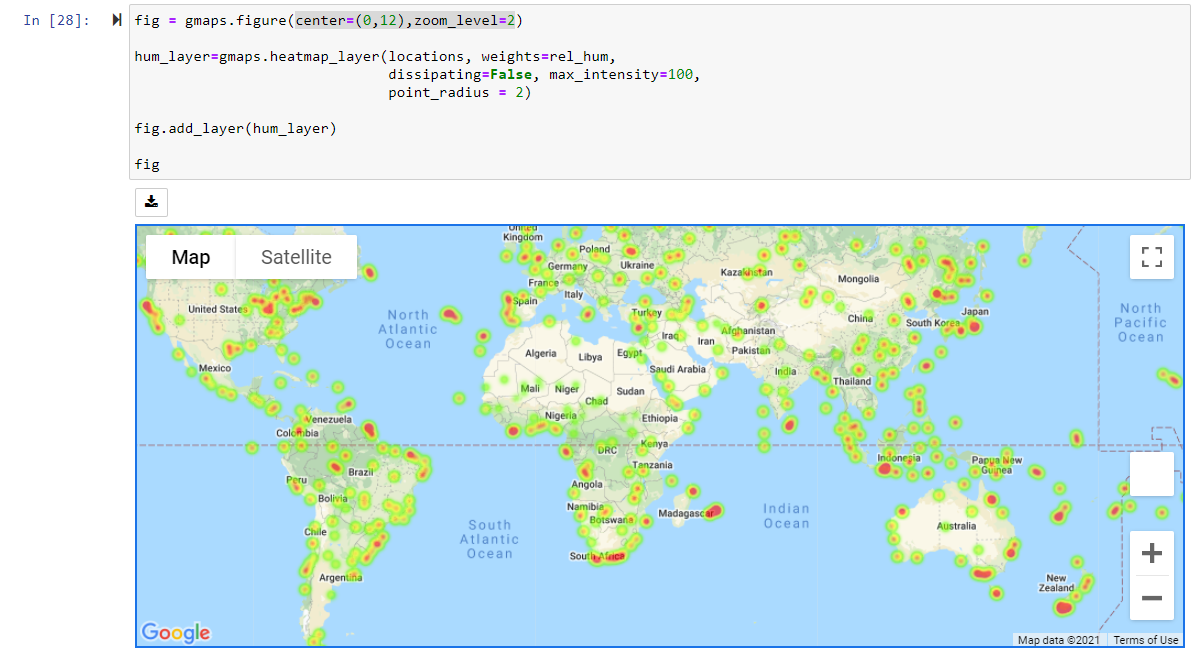 In [28]:
fig = gmaps.figure(center=(0,12),zoom_level=2)
hum_layer=gmaps.heatmap_layer(locations, weights=rel_hum,
dissipating=False, max_intensity=100,
point_radius = 2)
fig.add_layer(hum_layer)
fig
Map
Satellite
United
Kingdom
Poland
Germany
Ukraine
France
Kazakhstan
Mongolia
Italy
Spain
United States
North
Atlantic
Ocean
Turkey
China
South Korea
Japan
North
Pacific
Ocean
Iraq
Iran
Afghanistan
Pakistan
Algeria
Libya
Egypt
Mexico
Saudi Arabia
India
Thailand
Mali
Niger
Sudan
Chad
Nigeria
Ethiopia
Venezuela
Colombia
DRC
Kenya
Tanzania
Indonesia
Papua New
Guinea
Brazil
Peru
Angola
Bolivia
Namibia
Botswana
Madagascar
Indian
Ocean
South
Atlantic
Ocean
Australia
Chile
South Africa
Argentina
New
Zealand
+
−
Google
Map data ©2021
Terms of Use